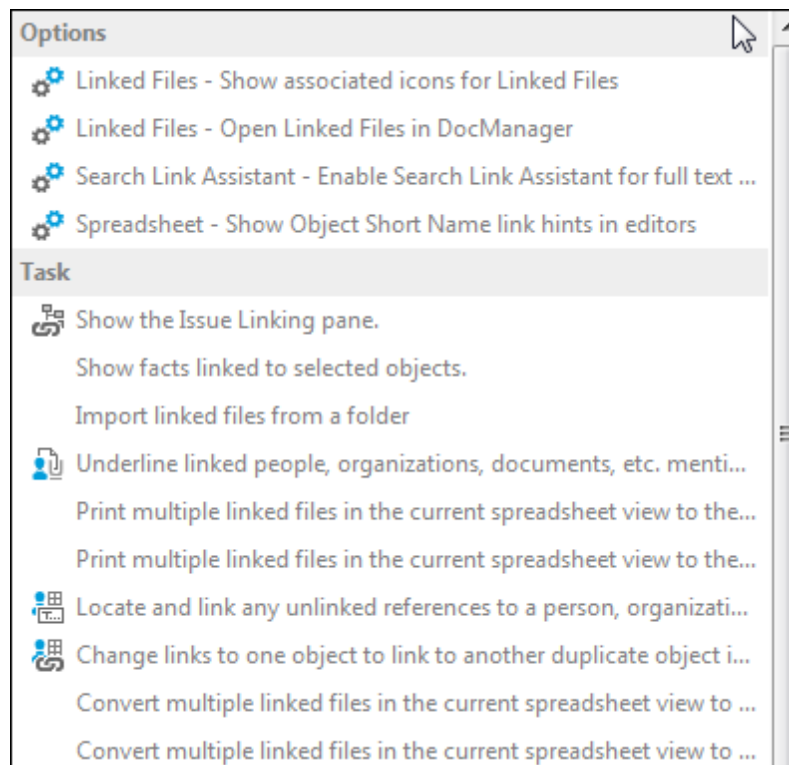 Options
Linked Files - Show associated icons for Linked Files
Linked Files - Open Linked Files in DocManager
Search Link Assistant - Enable Search Link Assistant for full text ...
Spreadsheet - Show Object Short Name link hints in editors
Task
Show the Issue Linking pane.
Show facts linked to selected objects.
Import linked files from a folder
Underline linked people, organizations, documents, etc. menti...
Print multiple linked files in the current spreadsheet view to the...
Print multiple linked files in the current spreadsheet view to the...
T...
Locate and link any unlinked references to a person, organizati...
Change links to one object to link to another duplicate object i...
Convert multiple linked files in the current spreadsheet view to ...
Convert multiple linked files in the current spreadsheet view to ...